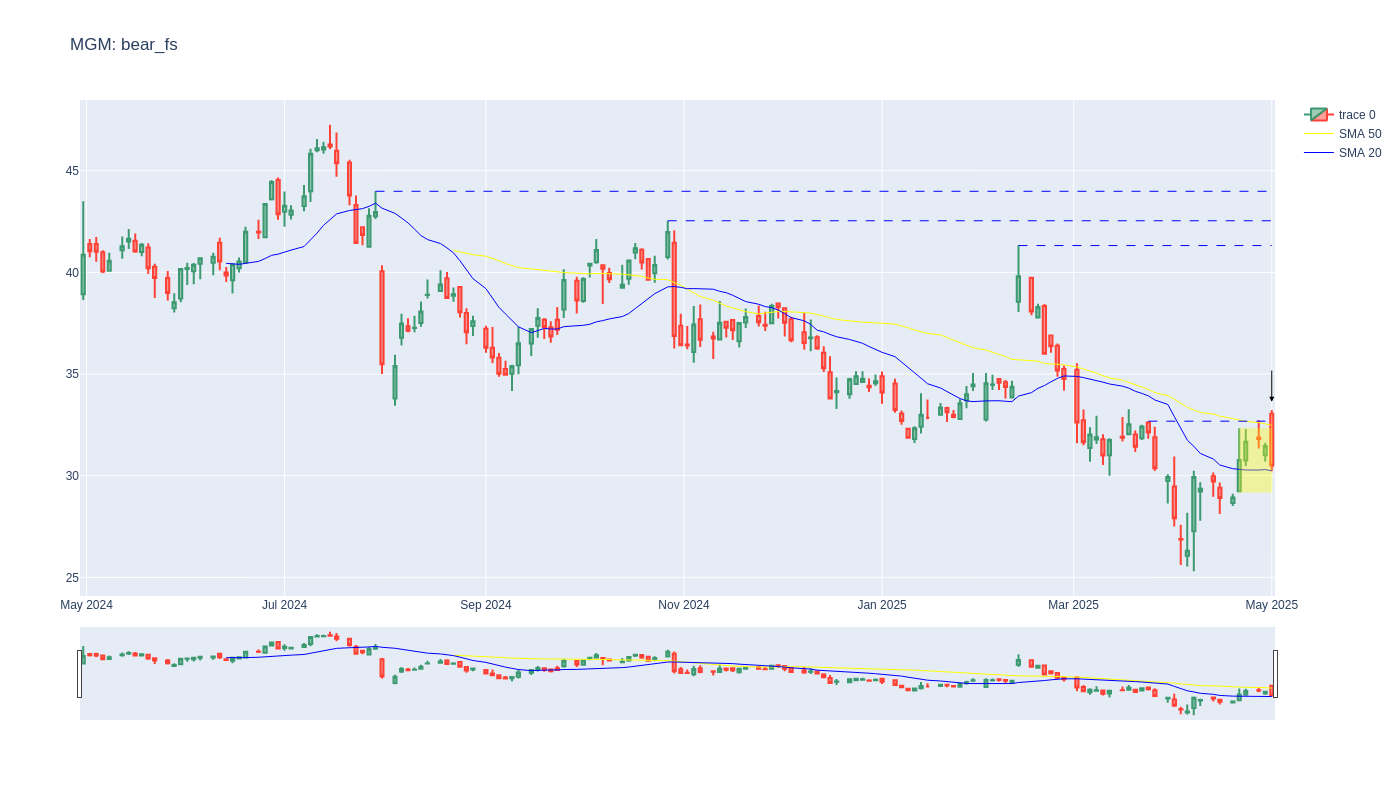 MGM: bear_fs
trace 0
SMA 50
SMA 20
45
40
35
30
25
May 2024
Jul 2024
Sep 2024
Nov 2024
Jan 2025
Mar 2025
May 2025